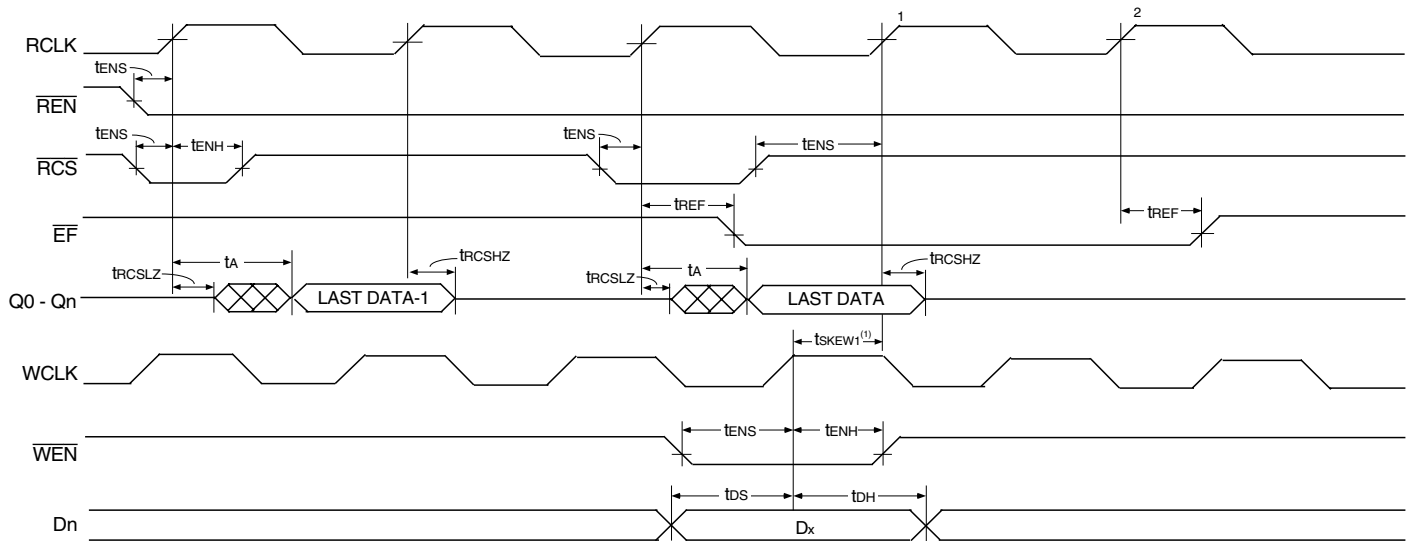 1 2
RCLK
tENS
REN
tENS tENH tENS tENS
RCS
tREF tREF
EF
tA tRCSHZ tA tRCSHZ
tRCSLZ tRCSLZ
Q0 - Qn LAST DATA-1 LAST DATA
tSKEW1(1)
WCLK
tENS tENH
WEN
tDS tDH
Dn Dx